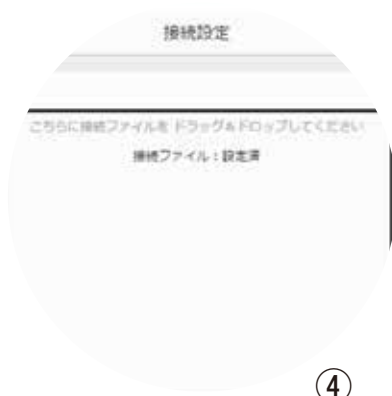 接続設定
こちらに接続ファイルを ドラッグ&ドロップしてください
接続ファイル：設定済
④